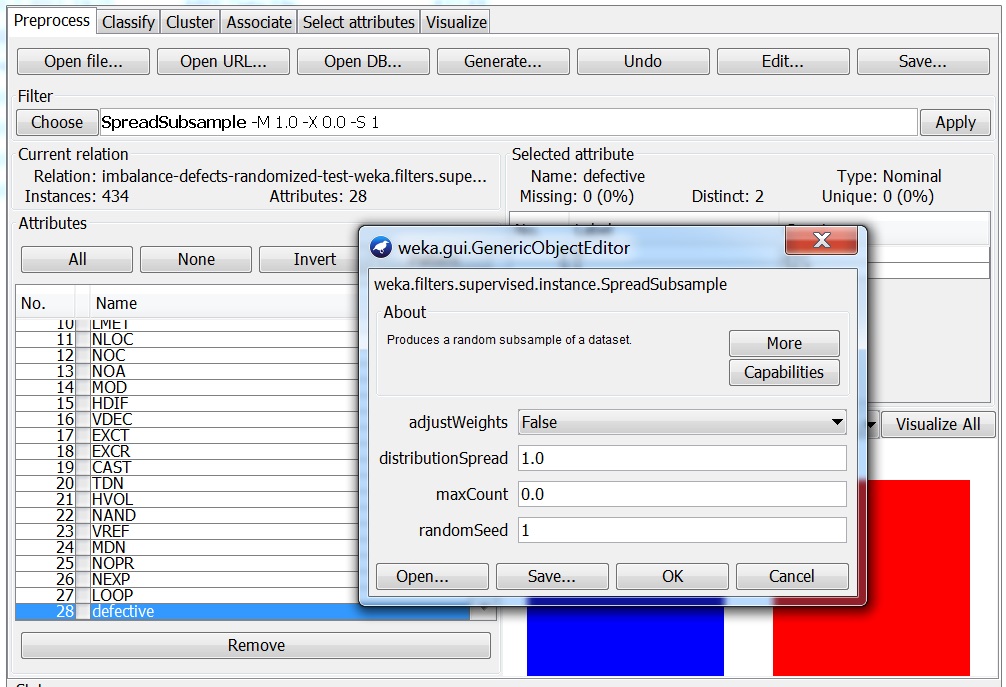 Preprocess Classify Cluster Associate Select attributes Visualize
Open file... Open URL... Open DB... Generate... Undo Edit... Save...
Filter
Choose SpreadSubsample -M 1.0 -X 0.0 -S 1 Apply
Current relation
Relation: imbalance-defects-randomized-test-weka.filters.supe...
Instances: 434 Attributes: 28
Selected attribute
Name: defective Type: Nominal
Missing: 0 (0%) Distinct: 2 Unique: 0 (0%)
Attributes
All None Invert
No. Name
10 LMET
11 NLOC
12 NOC
13 NOA
14 MOD
15 HDIF
16 VDEC
17 EXCT
18 EXCR
19 CAST
20 TDN
21 HVOL
22 NAND
23 VREF
24 MDN
25 NOPR
26 NEXP
27 LOOP
28 defective
Remove
weka.gui.GenericObjectEditor
weka.filters.supervised.instance.SpreadSubsample
About
Produces a random subsample of a dataset.
More
Capabilities
adjustWeights False
distributionSpread 1.0
maxCount 0.0
randomSeed 1
Open... Save... OK Cancel
Visualize All